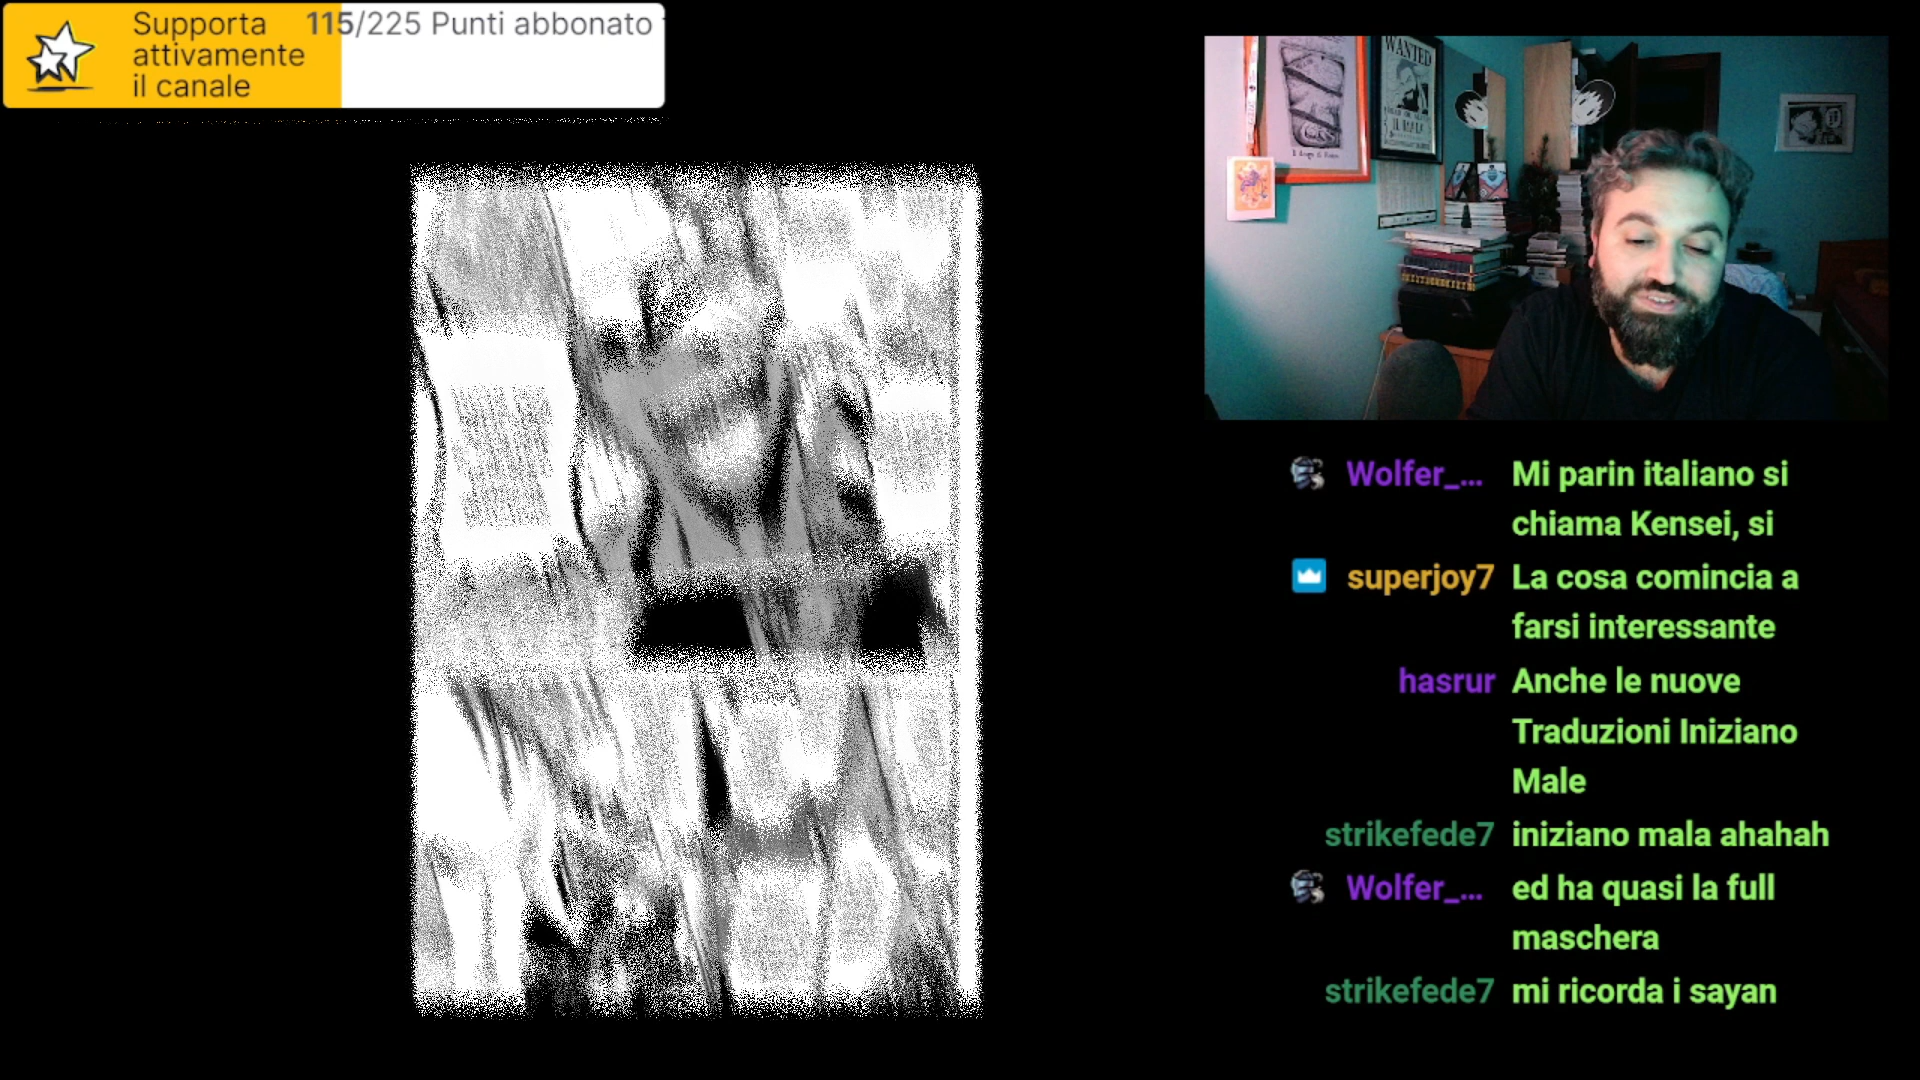 Supporta
attivamente
il canale
115/225 Punti abbonato
WANTED
Wolfer_... Mi parin italiano si
chiama Kensei, si
superjoy7 La cosa comincia a
farsi interessante
hasrur Anche le nuove
Traduzioni Iniziano
Male
strikefede7 iniziano mala ahahah
Wolfer_... ed ha quasi la full
maschera
strikefede7 mi ricorda i sayan